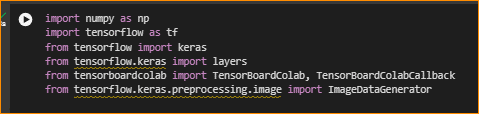 import numpy as np
import tensorflow as tf
from tensorflow import keras
from tensorflow.keras import layers
from tensorboardcolab import TensorBoardColab, TensorBoardColabCallback
from tensorflow.keras.preprocessing.image import ImageDataGenerator